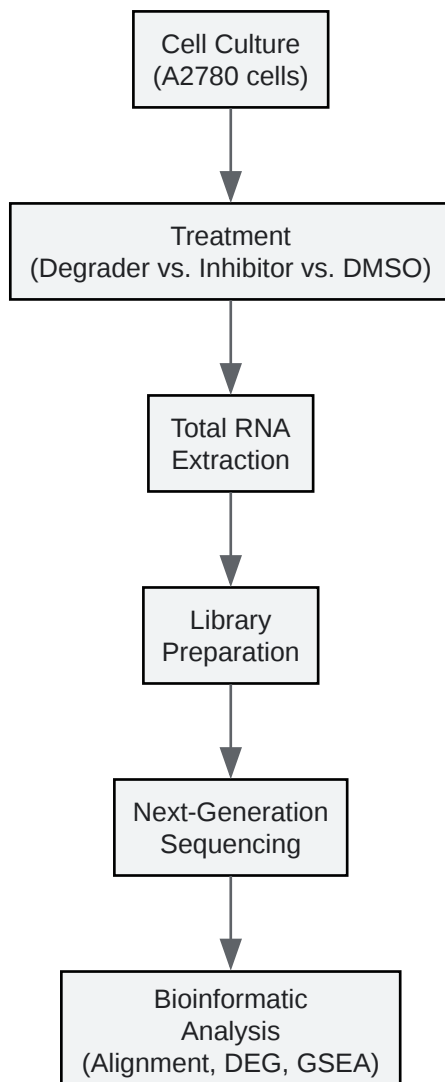 Cell Culture
(A2780 cells)
Treatment
(Degrader vs. Inhibitor vs. DMSO)
Total RNA
Extraction
Library
Preparation
Next-Generation
Sequencing
Bioinformatic
Analysis
(Alignment, DEG, GSEA)